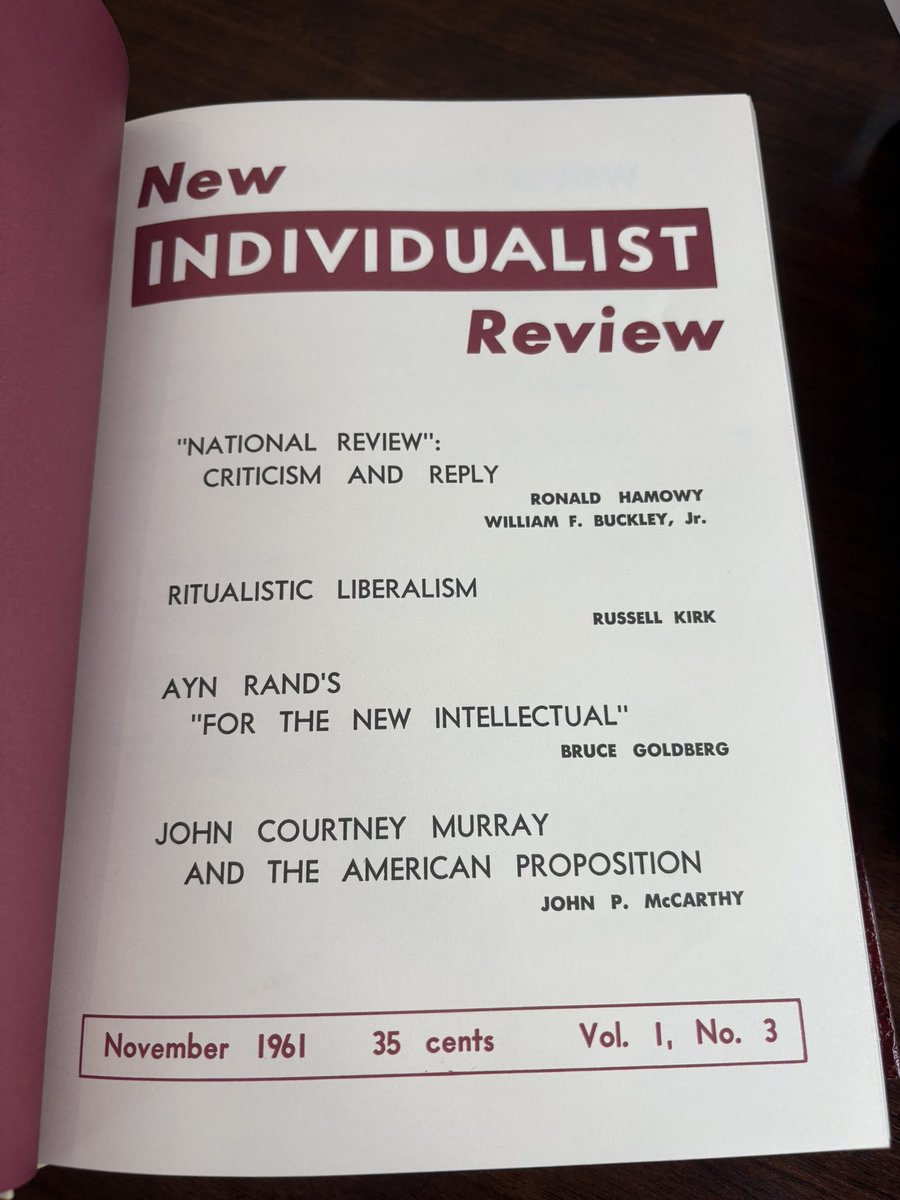 New
INDIVIDUALIST
Review
"NATIONAL REVIEW":
CRITICISM AND REPLY
RONALD HAMOWY
WILLIAM F. BUCKLEY, Jr.
RITUALISTIC LIBERALISM
RUSSELL KIRK
AYN RAND'S
"FOR THE NEW INTELLECTUAL"
BRUCE GOLDBERG
JOHN COURTNEY MURRAY
AND THE AMERICAN PROPOSITION
JOHN P. McCARTHY
November 1961 35 cents Vol. 1, No. 3